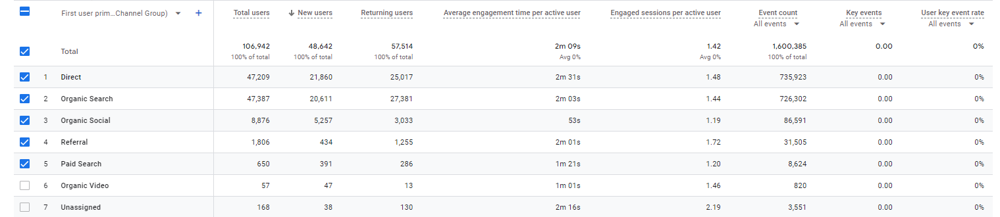 First user prim...Channel Group) + Total users ↓ New users Returning users Average engagement time per active user Engaged sessions per active user Event count Key events User key event rate
All events All events All events
Total 106,942 48,642 57,514 2m 09s 1.42 1,600,385 0.00 0%
100% of total 100% of total 100% of total Avg 0% Avg 0% 100% of total
1 Direct 47,209 21,860 25,017 2m 31s 1.48 735,923 0.00 0%
2 Organic Search 47,387 20,611 27,381 2m 03s 1.44 726,302 0.00 0%
3 Organic Social 8,876 5,257 3,033 53s 1.19 86,591 0.00 0%
4 Referral 1,806 434 1,255 2m 01s 1.72 31,505 0.00 0%
5 Paid Search 650 391 286 1m 21s 1.20 8,624 0.00 0%
6 Organic Video 57 47 13 1m 01s 1.46 820 0.00 0%
7 Unassigned 168 38 130 2m 16s 2.19 3,551 0.00 0%